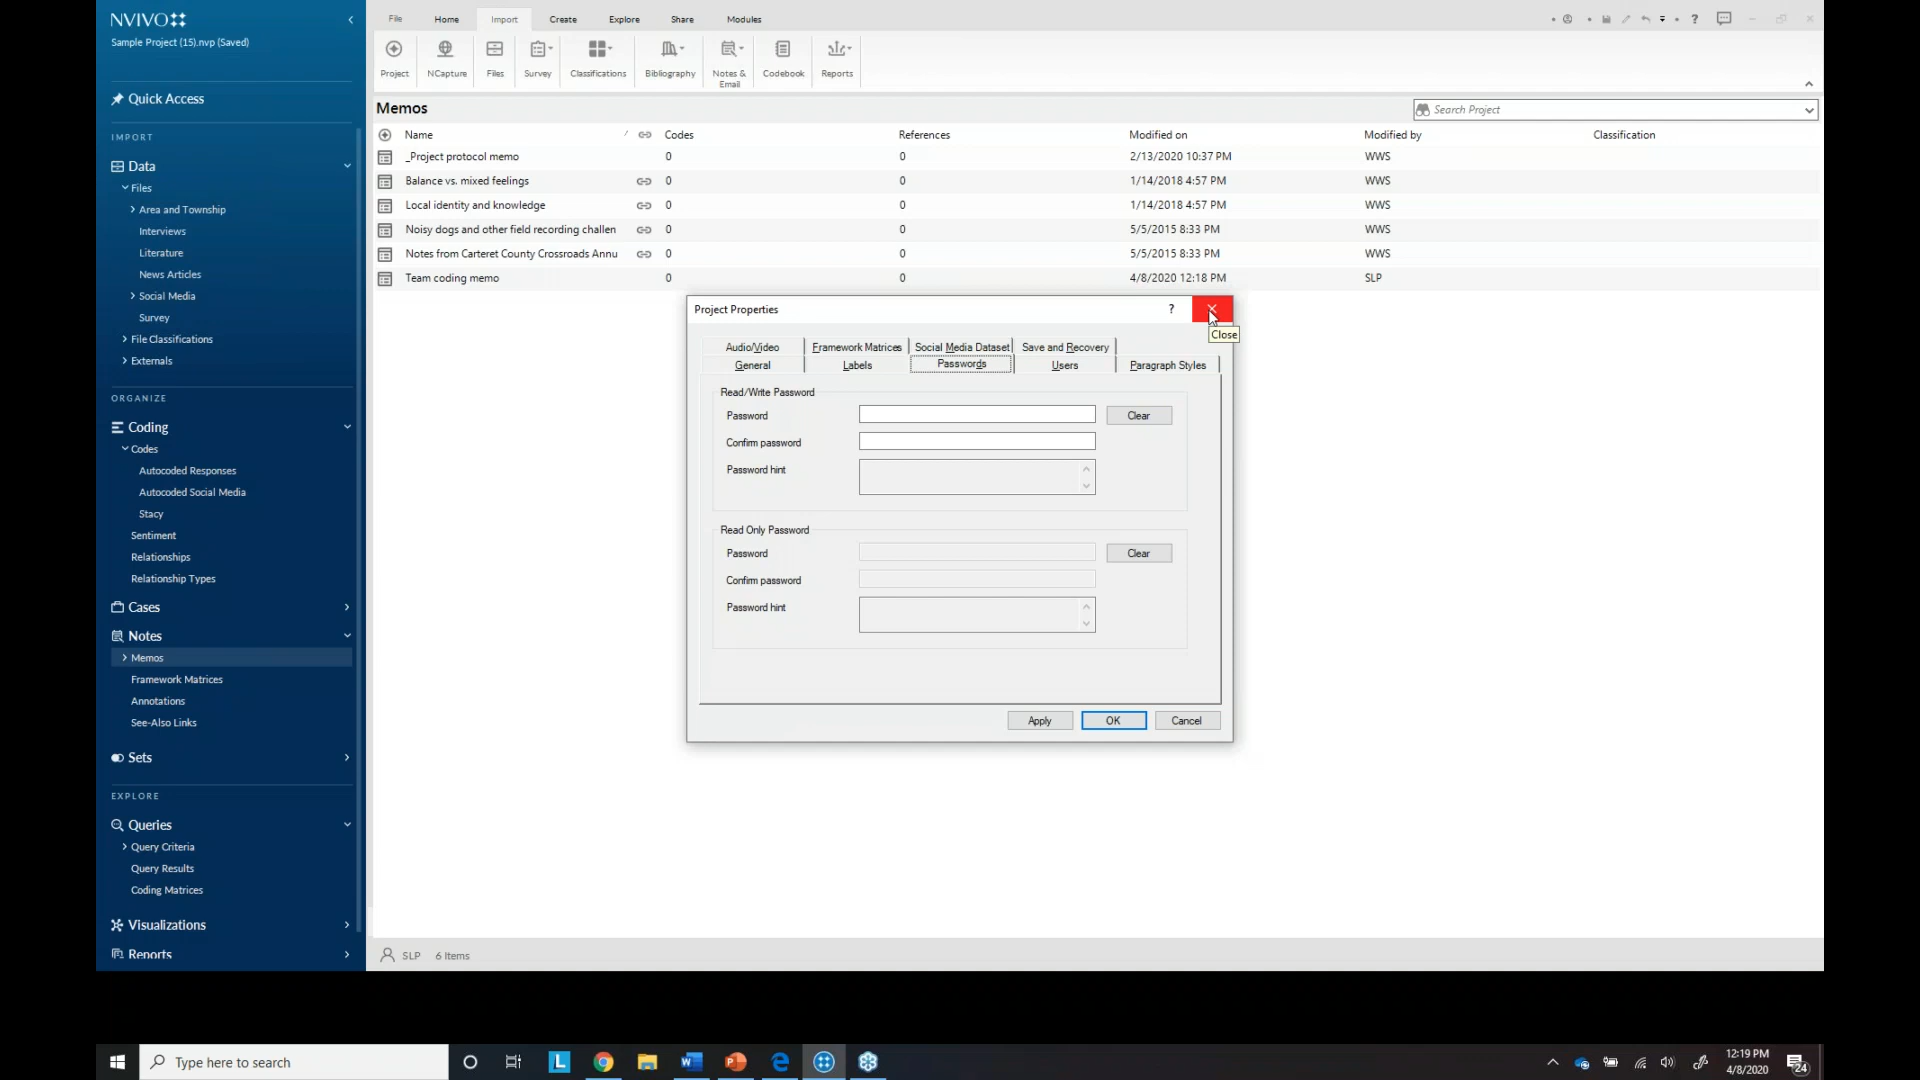 NVIVO
Sample Project (15).nvp (Saved)
Quick Access
IMPORT
Data
Files
Area and Township
Interviews
Literature
News Articles
Social Media
Survey
File Classifications
Externals
ORGANIZE
Coding
Codes
Autocoded Responses
Autocoded Social Media
Stacy
Sentiment
Relationships
Relationship Types
Cases
Notes
Memos
Framework Matrices
Annotations
See-Also Links
Sets
EXPLORE
Queries
Query Criteria
Query Results
Coding Matrices
Visualizations
Reports
File Home Import Create Explore Share Modules
Project NCapture Files Survey Classifications Bibliography Notes & Email Codebook Reports
Memos
Search Project
Name Codes References Modified on Modified by Classification
_Project protocol memo 0 0 2/13/2020 10:37 PM WWS
Balance vs. mixed feelings 0 0 1/14/2018 4:57 PM WWS
Local identity and knowledge 0 0 1/14/2018 4:57 PM WWS
Noisy dogs and other field recording challen 0 0 5/5/2015 8:33 PM WWS
Notes from Carteret County Crossroads Annu 0 0 5/5/2015 8:33 PM WWS
Team coding memo 0 0 4/8/2020 12:18 PM SLP
Project Properties ?
Close
Audio/Video Framework Matrices Social Media Dataset Save and Recovery
General Labels Passwords Users Paragraph Styles
Read/Write Password
Password Clear
Confirm password
Password hint
Read Only Password
Password Clear
Confirm password
Password hint
Apply OK Cancel
SLP 6 Items
Type here to search
12:19 PM
4/8/2020
24